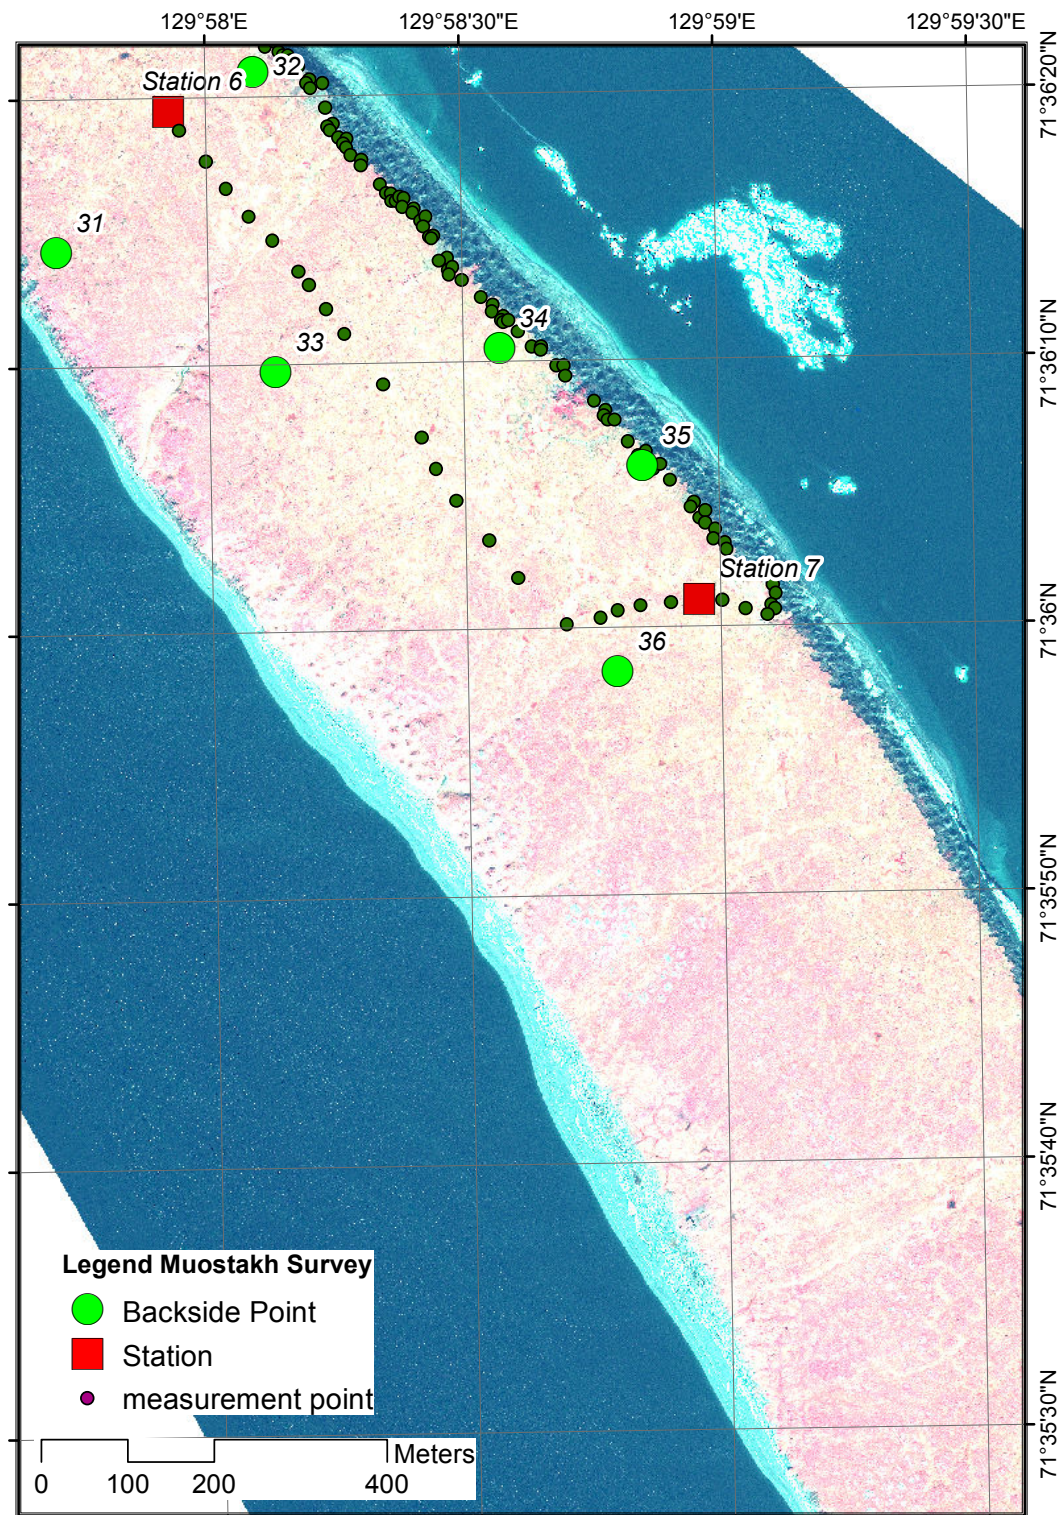 129°58'E
129°58'30"E
129°59'E
129°59'30"E
71°36'20"N
71°36'10"N
71°36'N
71°35'50"N
71°35'40"N
71°35'30"N
32
Station 6
31
34
33
35
Station 7
36
Legend Muostakh Survey
Backside Point
Station
measurement point
Meters
0 100 200 400